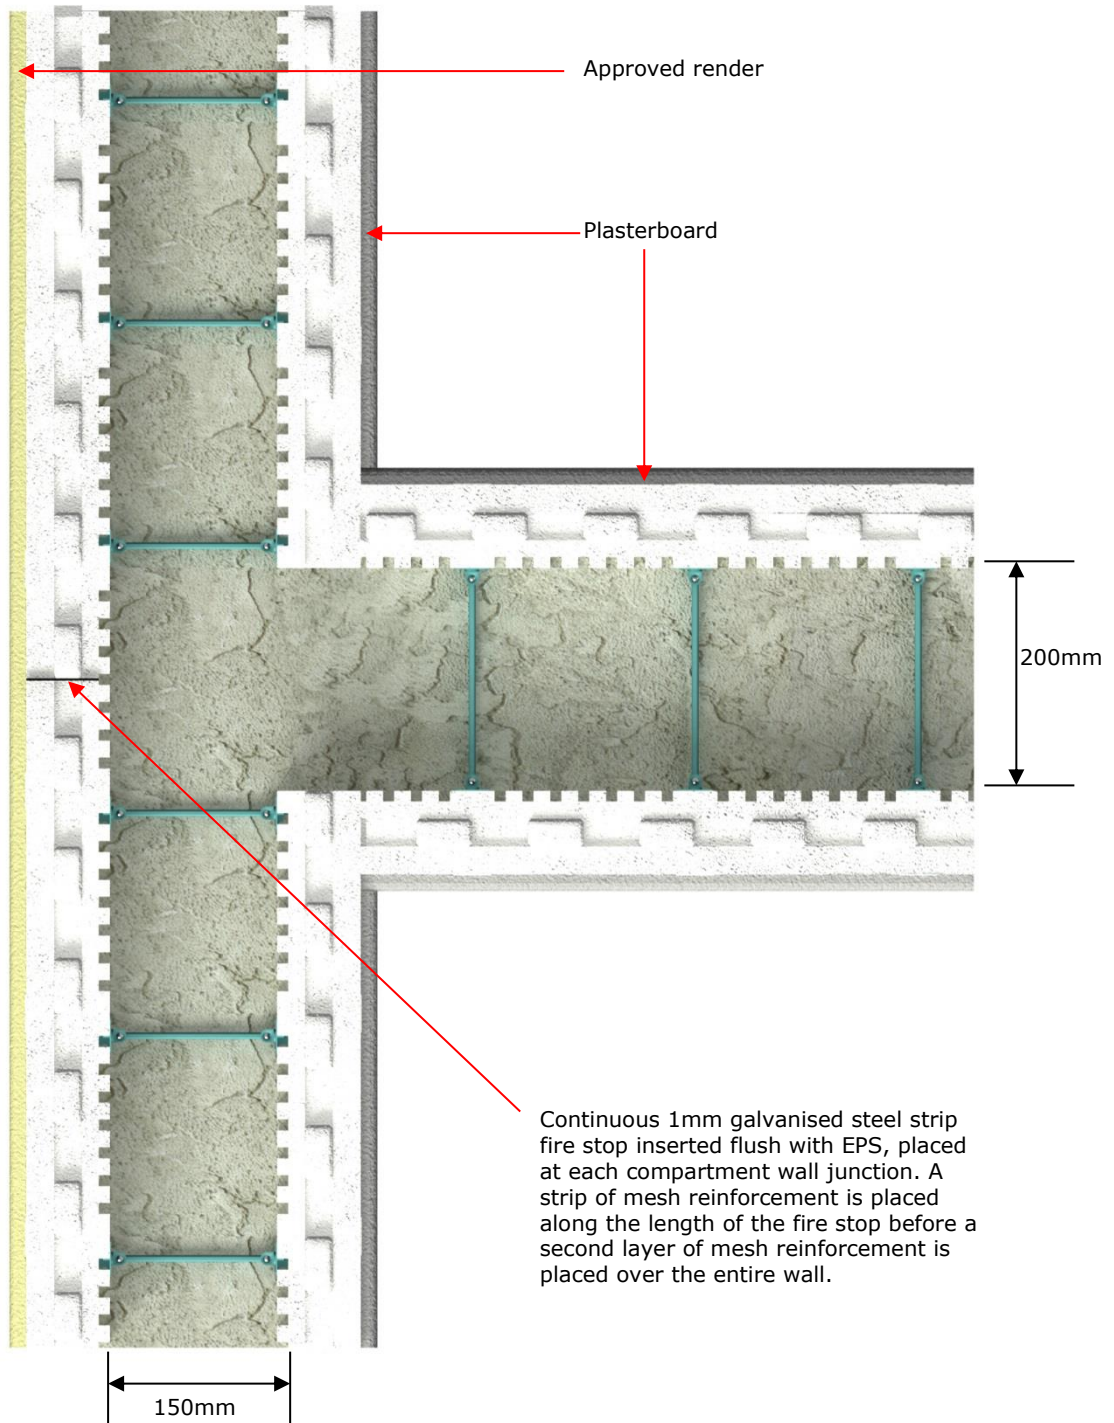 Approved render
Plasterboard
200mm
Continuous 1mm galvanised steel strip
fire stop inserted flush with EPS, placed
at each compartment wall junction. A
strip of mesh reinforcement is placed
along the length of the fire stop before a
second layer of mesh reinforcement is
placed over the entire wall.
150mm